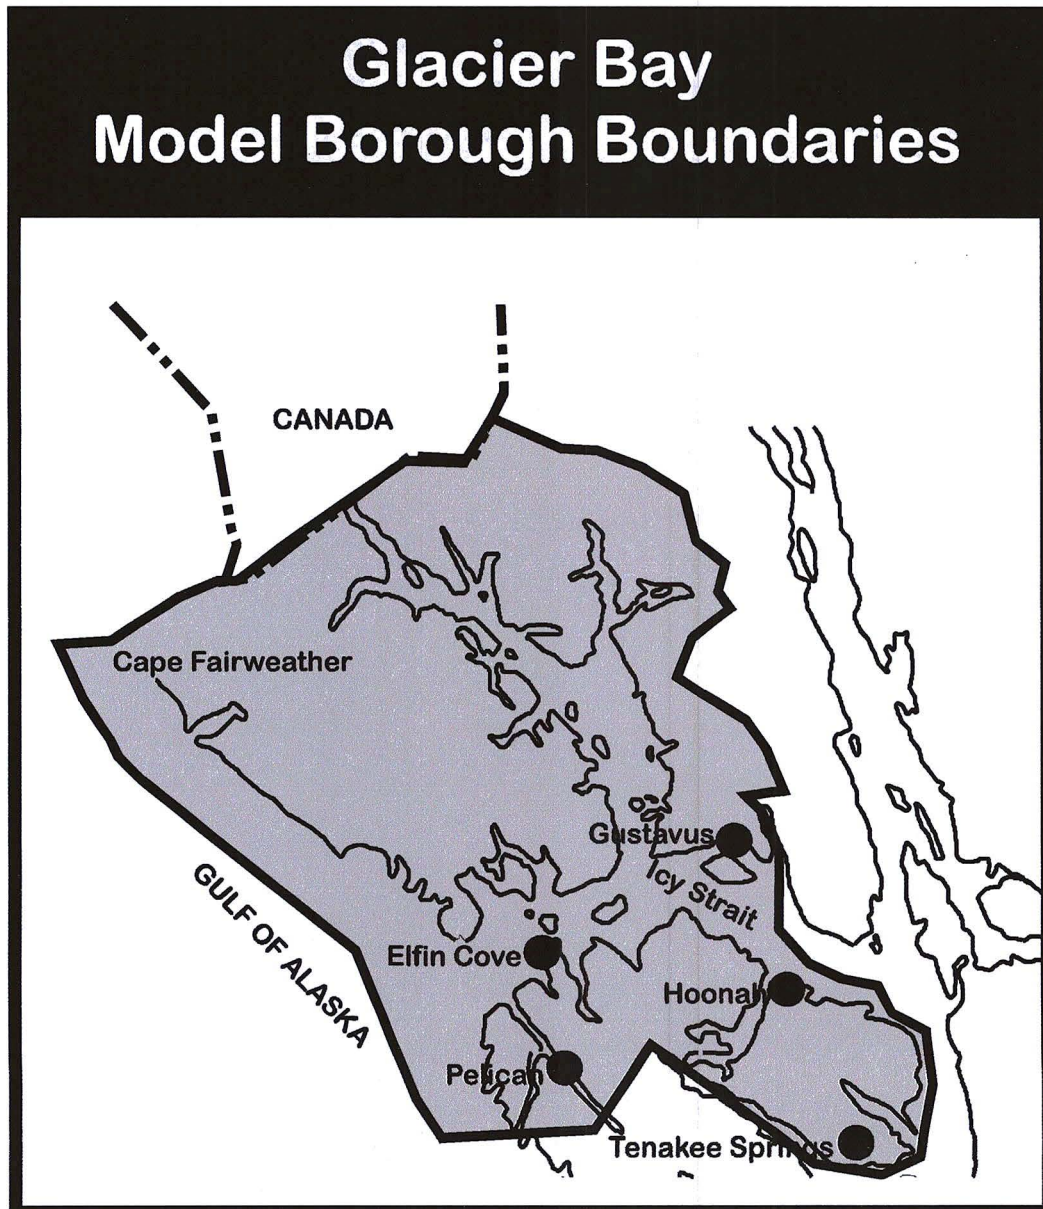 Glacier Bay
Model Borough Boundaries
CANADA
Cape Fairweather
Gustavus
Icy Strait
GULF OF ALASKA
Elfin Cove
Hoonah
Pelican
Tenakee Springs